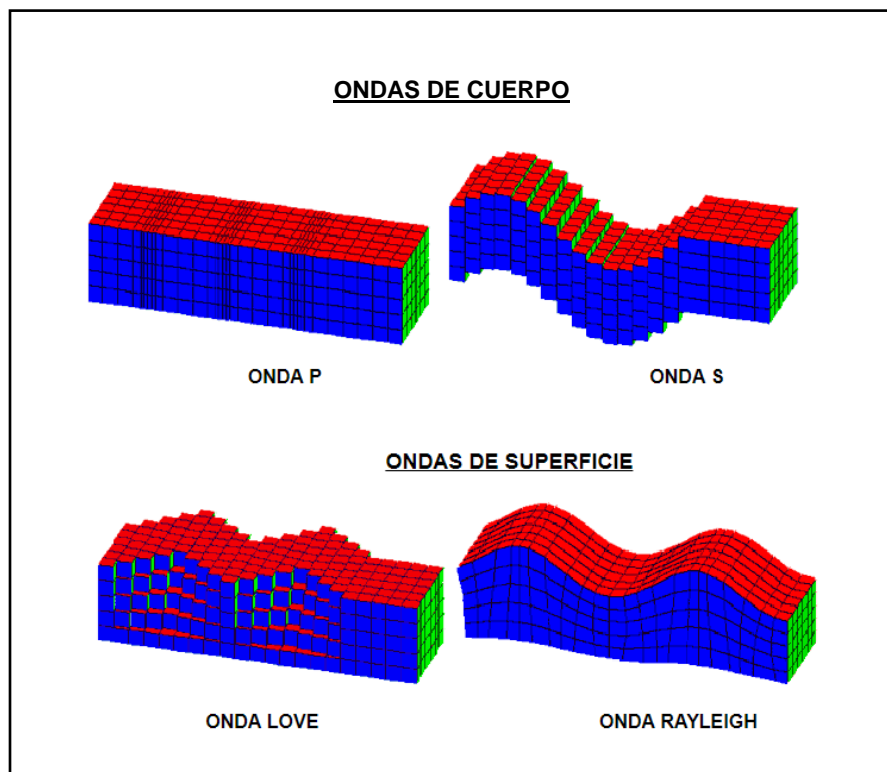 ONDAS DE CUERPO
ONDA P
ONDA S
ONDAS DE SUPERFICIE
ONDA LOVE
ONDA RAYLEIGH